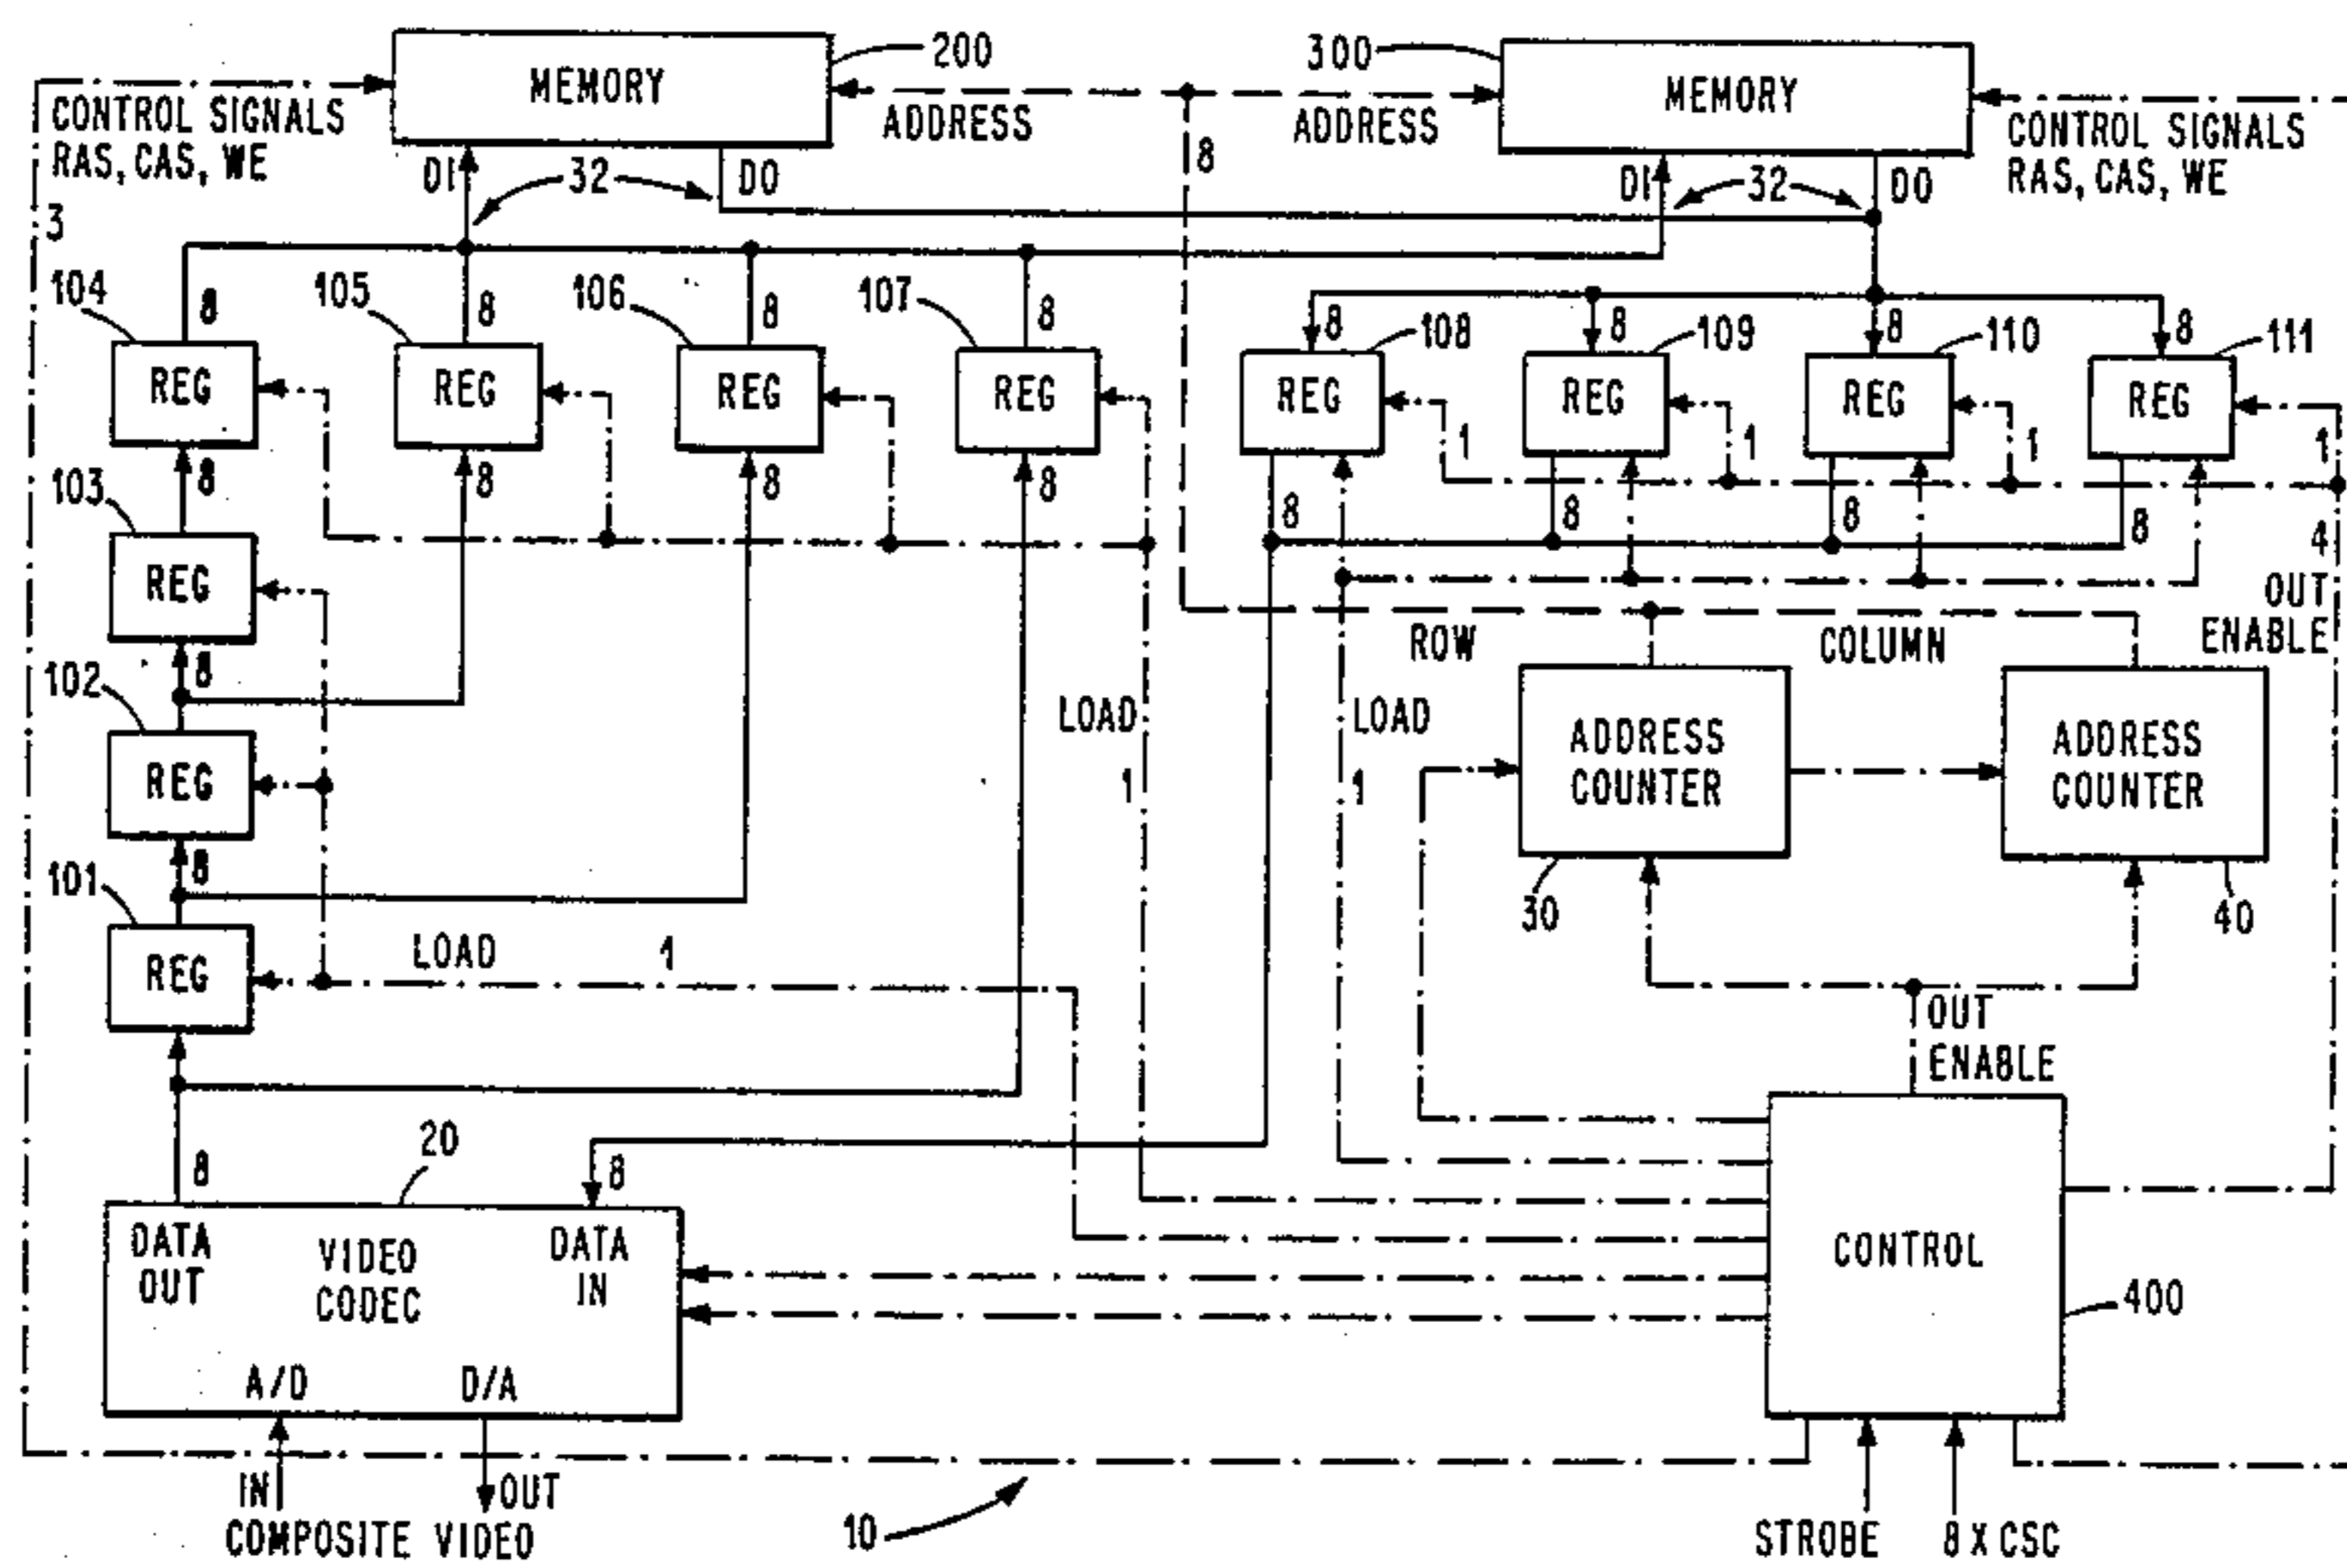 MEMORY
200
300
MEMORY
CONTROL SIGNALS
RAS, CAS, WE
ADDRESS
ADDRESS
8
CONTROL SIGNALS
RAS, CAS, WE
DI
32
DO
DI
32
DO
3
104
8
105
8
106
8
107
8
8
108
8
109
8
110
8
111
REG
REG
REG
REG
REG
REG
REG
REG
1
1
1
1
8
8
8
8
8
8
8
8
4
103
REG
OUT
ENABLE
ROW
COLUMN
8
102
REG
LOAD
1
LOAD
1
ADDRESS
COUNTER
ADDRESS
COUNTER
8
101
REG
LOAD
1
30
40
OUT
ENABLE
8
20
8
DATA
OUT
VIDEO
CODEC
DATA
IN
CONTROL
400
A/D
D/A
IN
OUT
COMPOSITE VIDEO
10
STROBE
8 X CSC